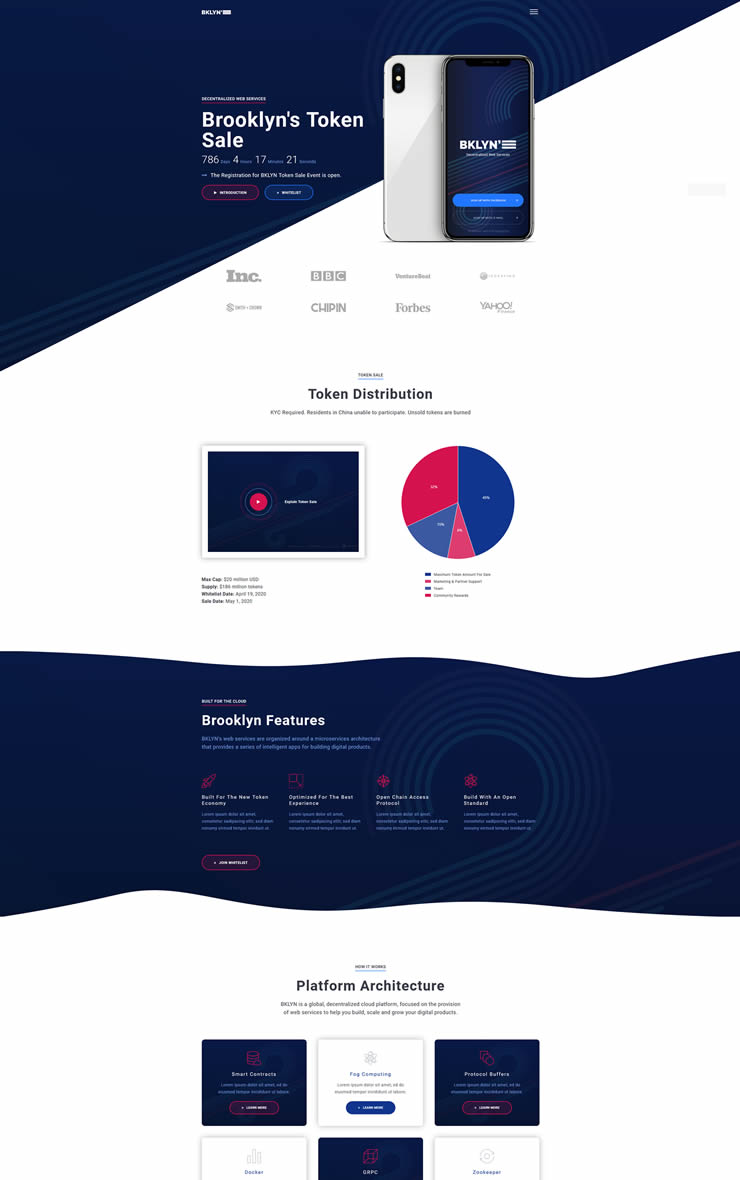 BKLYN'
DECENTRALIZED WEB SERVICES
Brooklyn's Token
Sale
786 Days 4 Hours 17 Minutes 21 Seconds
The Registration for BKLYN Token Sale Event is open.
INTRODUCTION
WHITELIST
BKLYN'
Decentralized Web Services
SIGN UP WITH FACEBOOK
SIGN UP WITH E-MAIL
Inc.
BBC
VentureBeat
SMITH + CROWN
CHIPIN
Forbes
YAHOO!
Finance
TOKEN SALE
Token Distribution
KYC Required. Residents in China unable to participate. Unsold tokens are burned
Explain Token Sale
32%
45%
15%
Max Cap: $20 million USD
Supply: $186 million tokens
Whitelist Date: April 19, 2020
Sale Date: May 1, 2020
Maximum Token Amount For Sale
Marketing & Partner Support
Team
Community Rewards
BUILT FOR THE CLOUD
Brooklyn Features
BKLYN's web services are organized around a microservices architecture
that provides a series of intelligent apps for building digital products.
Built For The New Token
Economy
Lorem ipsum dolor sit amet,
consetetur sadipscing elitr, sed diam
nonumy eirmod tempor invidunt ut.
Optimized For The Best
Experience
Lorem ipsum dolor sit amet,
consetetur sadipscing elitr, sed diam
nonumy eirmod tempor invidunt ut.
Open Chain Access
Protocol
Lorem ipsum dolor sit amet,
consetetur sadipscing elitr, sed diam
nonumy eirmod tempor invidunt ut.
Build With An Open
Standard
Lorem ipsum dolor sit amet,
consetetur sadipscing elitr, sed diam
nonumy eirmod tempor invidunt ut.
JOIN WHITELIST
HOW IT WORKS
Platform Architecture
BKLYN is a global, decentralized cloud platform, focused on the provision
of web services to help you build, scale and grow your digital products.
Smart Contracts
Lorem ipsum dolor sit amet, ed do
eiusmod tempor incididunt ut labore.
LEARN MORE
Fog Computing
Lorem ipsum dolor sit amet, ed do
eiusmod tempor incididunt ut labore.
LEARN MORE
Protocol Buffers
Lorem ipsum dolor sit amet, ed do
eiusmod tempor incididunt ut labore.
LEARN MORE
Docker
GRPC
Zookeeper